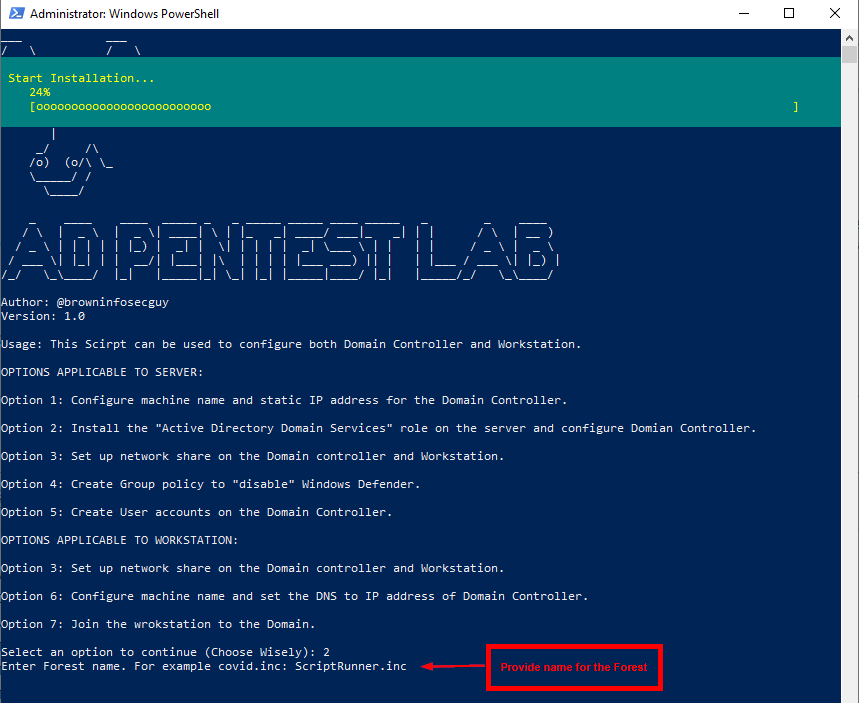 Administrator: Windows PowerShell
Start Installation...
24%
[ooooooooooooooooooooooooo ]
AD PENTEST LAB
Author: @browninfosecguy
Version: 1.0
Usage: This Scirpt can be used to configure both Domain Controller and Workstation.
OPTIONS APPLICABLE TO SERVER:
Option 1: Configure machine name and static IP address for the Domain Controller.
Option 2: Install the "Active Directory Domain Services" role on the server and configure Domian Controller.
Option 3: Set up network share on the Domain controller and Workstation.
Option 4: Create Group policy to "disable" Windows Defender.
Option 5: Create User accounts on the Domain Controller.
OPTIONS APPLICABLE TO WORKSTATION:
Option 3: Set up network share on the Domain controller and Workstation.
Option 6: Configure machine name and set the DNS to IP address of Domain Controller.
Option 7: Join the wrokstation to the Domain.
Select an option to continue (Choose Wisely): 2
Enter Forest name. For example covid.inc: ScriptRunner.inc
Provide name for the Forest